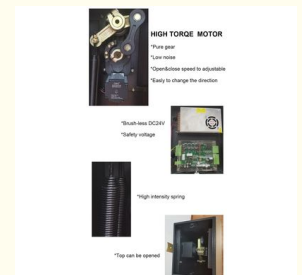 HIGH TORQE MOTOR
*Pure gear
*Low noise
*Open&close speed to adjustable
*Easly to change the direction
*Brush-less DC24V
*Safety voltage
*High intensity spring
*Top can be opened